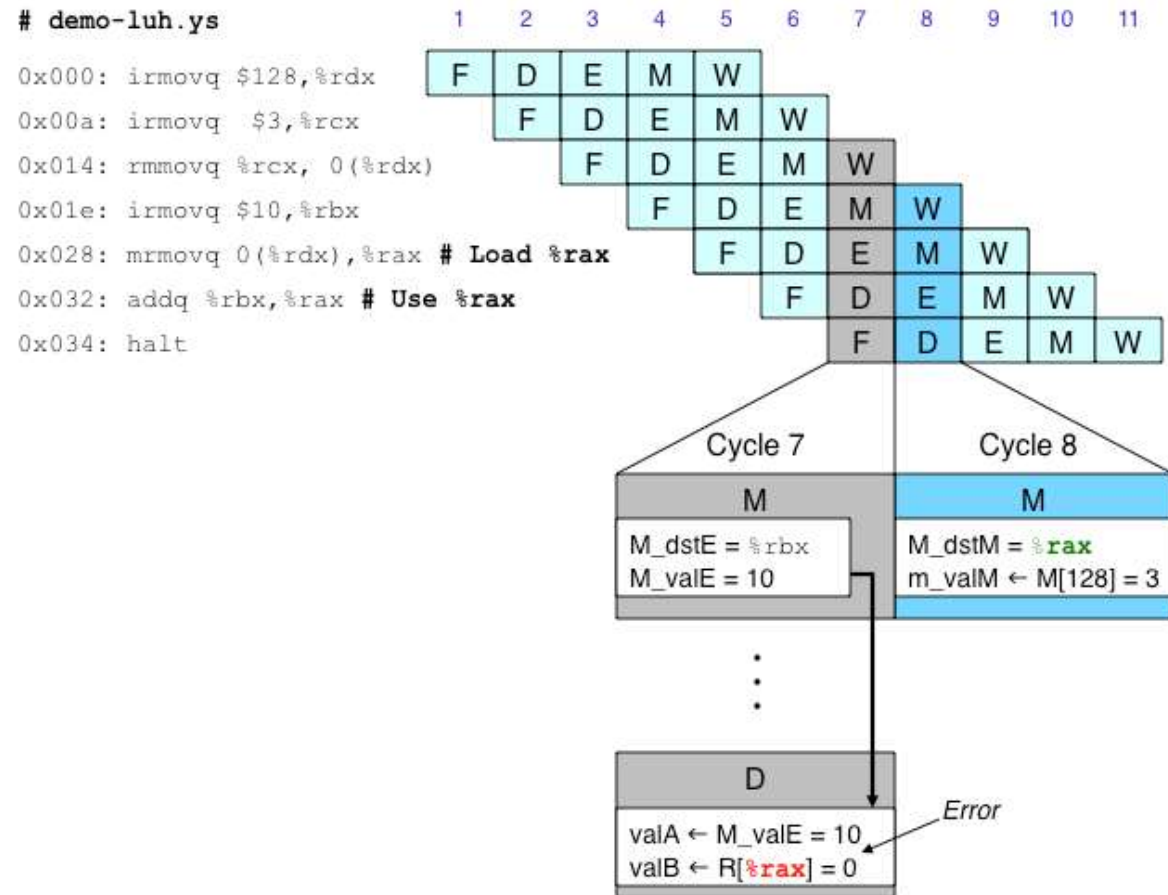 # demo-luh.ys 1 2 3 4 5 6 7 8 9 10 11
0x000: irmovq $128,%rdx F D E M W
0x00a: irmovq $3,%rcx F D E M W
0x014: rmmovq %rcx, 0(%rdx) F D E M W
0x01e: irmovq $10,%rbx F D E M W
0x028: mrmovq 0(%rdx),%rax # Load %rax F D E M W
0x032: addq %rbx,%rax # Use %rax F D E M W
0x034: halt F D E M W
Cycle 7 Cycle 8
M M
M_dstE = %rbx M_dstM = %rax
M_valE = 10 m_valM ← M[128] = 3
D
Error
valA ← M_valE = 10
valB ← R[%rax] = 0